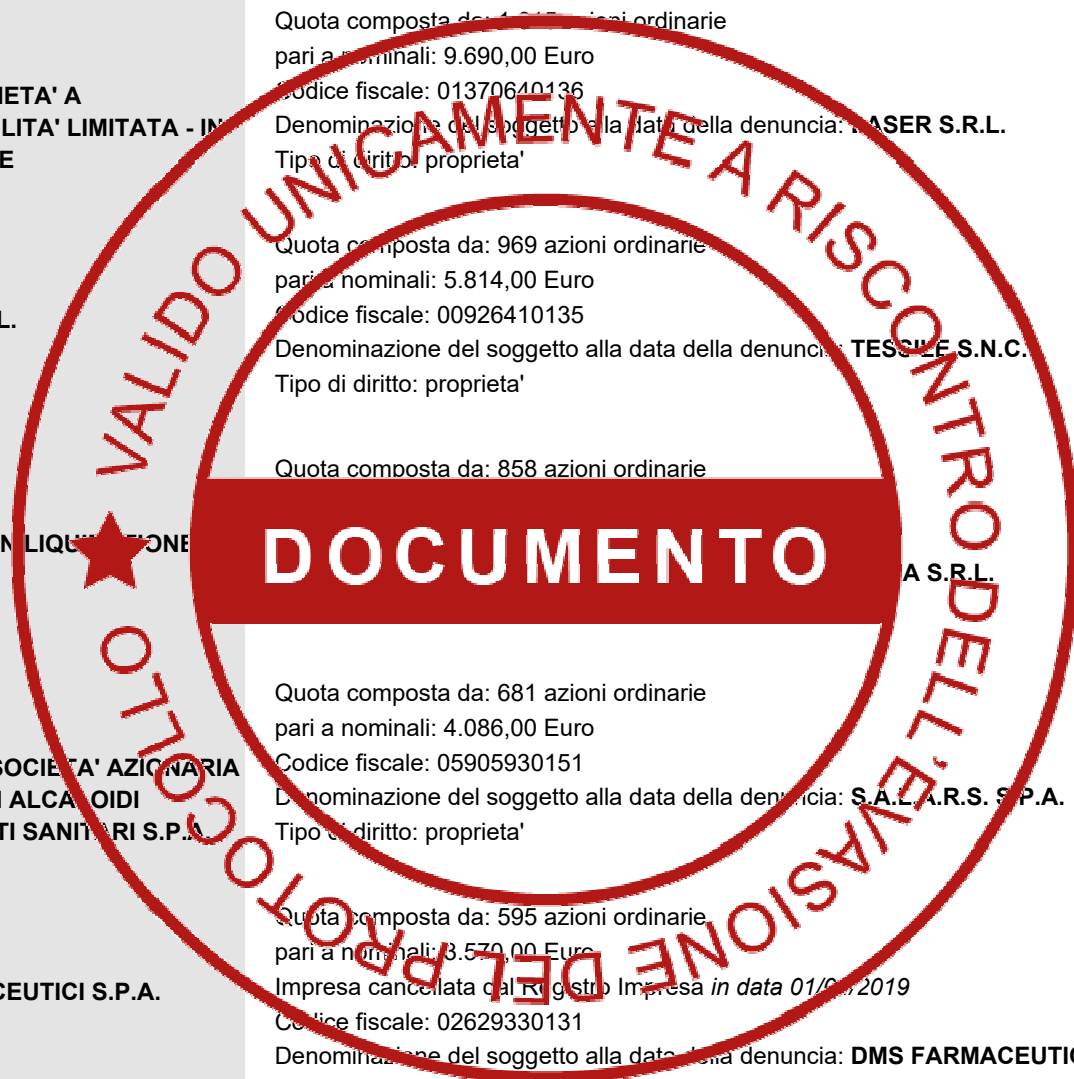 Quota composta da: azioni ordinarie
pari a nominali: 9.690,00 Euro
Codice fiscale: 01370640136
IETA' A
LITA' LIMITATA - IN
E
Denominazione del soggetto alla data della denuncia: LASER S.R.L.
Tipo di diritto: proprieta'
Quota composta da: 969 azioni ordinarie
pari a nominali: 5.814,00 Euro
Codice fiscale: 00926410135
L.
Denominazione del soggetto alla data della denuncia: TESSILE S.N.C.
Tipo di diritto: proprieta'
Quota composta da: 858 azioni ordinarie
N LIQUIDAZIONE
A S.R.L.
Quota composta da: 681 azioni ordinarie
pari a nominali: 4.086,00 Euro
Codice fiscale: 05905930151
SOCIETA' AZIONARIA
I ALCALOIDI
TI SANITARI S.P.A.
Denominazione del soggetto alla data della denuncia: S.A.L.A.R.S. S.P.A.
Tipo di diritto: proprieta'
Quota composta da: 595 azioni ordinarie
pari a nominali: 3.570,00 Euro
Impresa cancellata dal Registro Impresa in data 2019
Codice fiscale: 02629330131
CEUTICI S.P.A.
Denominazione del soggetto alla data della denuncia: DMS FARMACEUTIC
VALIDO UNICAMENTE A RISCONTRO DELL'EVASIONE DEL PROTOCOLLO
DOCUMENTO